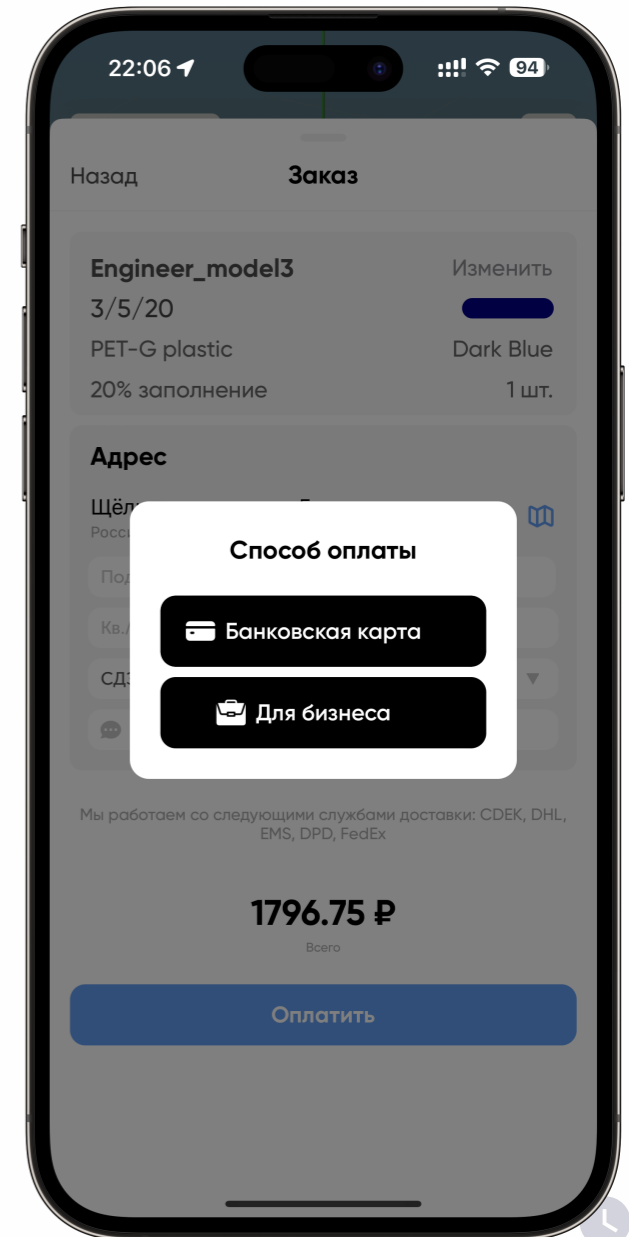 22:06
94
Назад
Заказ
Engineer_model3
Изменить
3/5/20
PET-G plastic
Dark Blue
20% заполнение
1 шт.
Адрес
Способ оплаты
Банковская карта
Для бизнеса
Мы работаем со следующими службами доставки: CDEK, DHL,
EMS, DPD, FedEx
1796.75 ₽
Всего
Оплатить